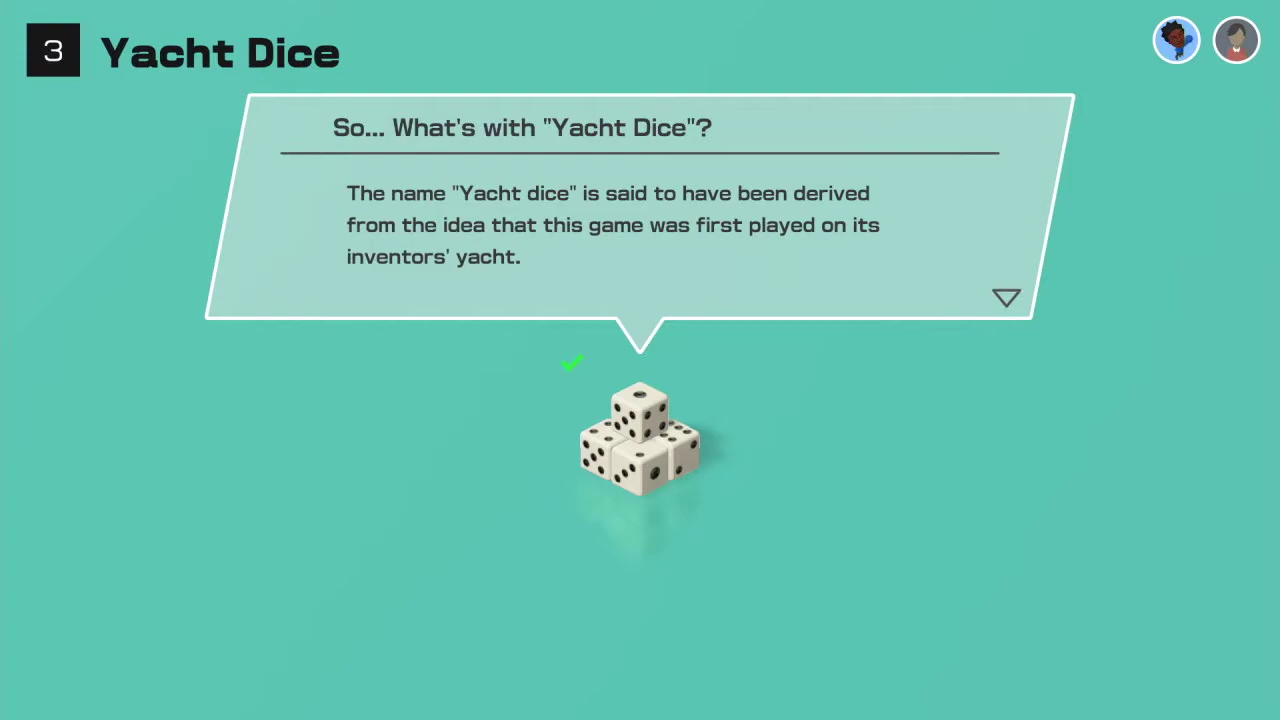 3
Yacht Dice
So... What's with "Yacht Dice"?
The name "Yacht dice" is said to have been derived
from the idea that this game was first played on its
inventors' yacht.